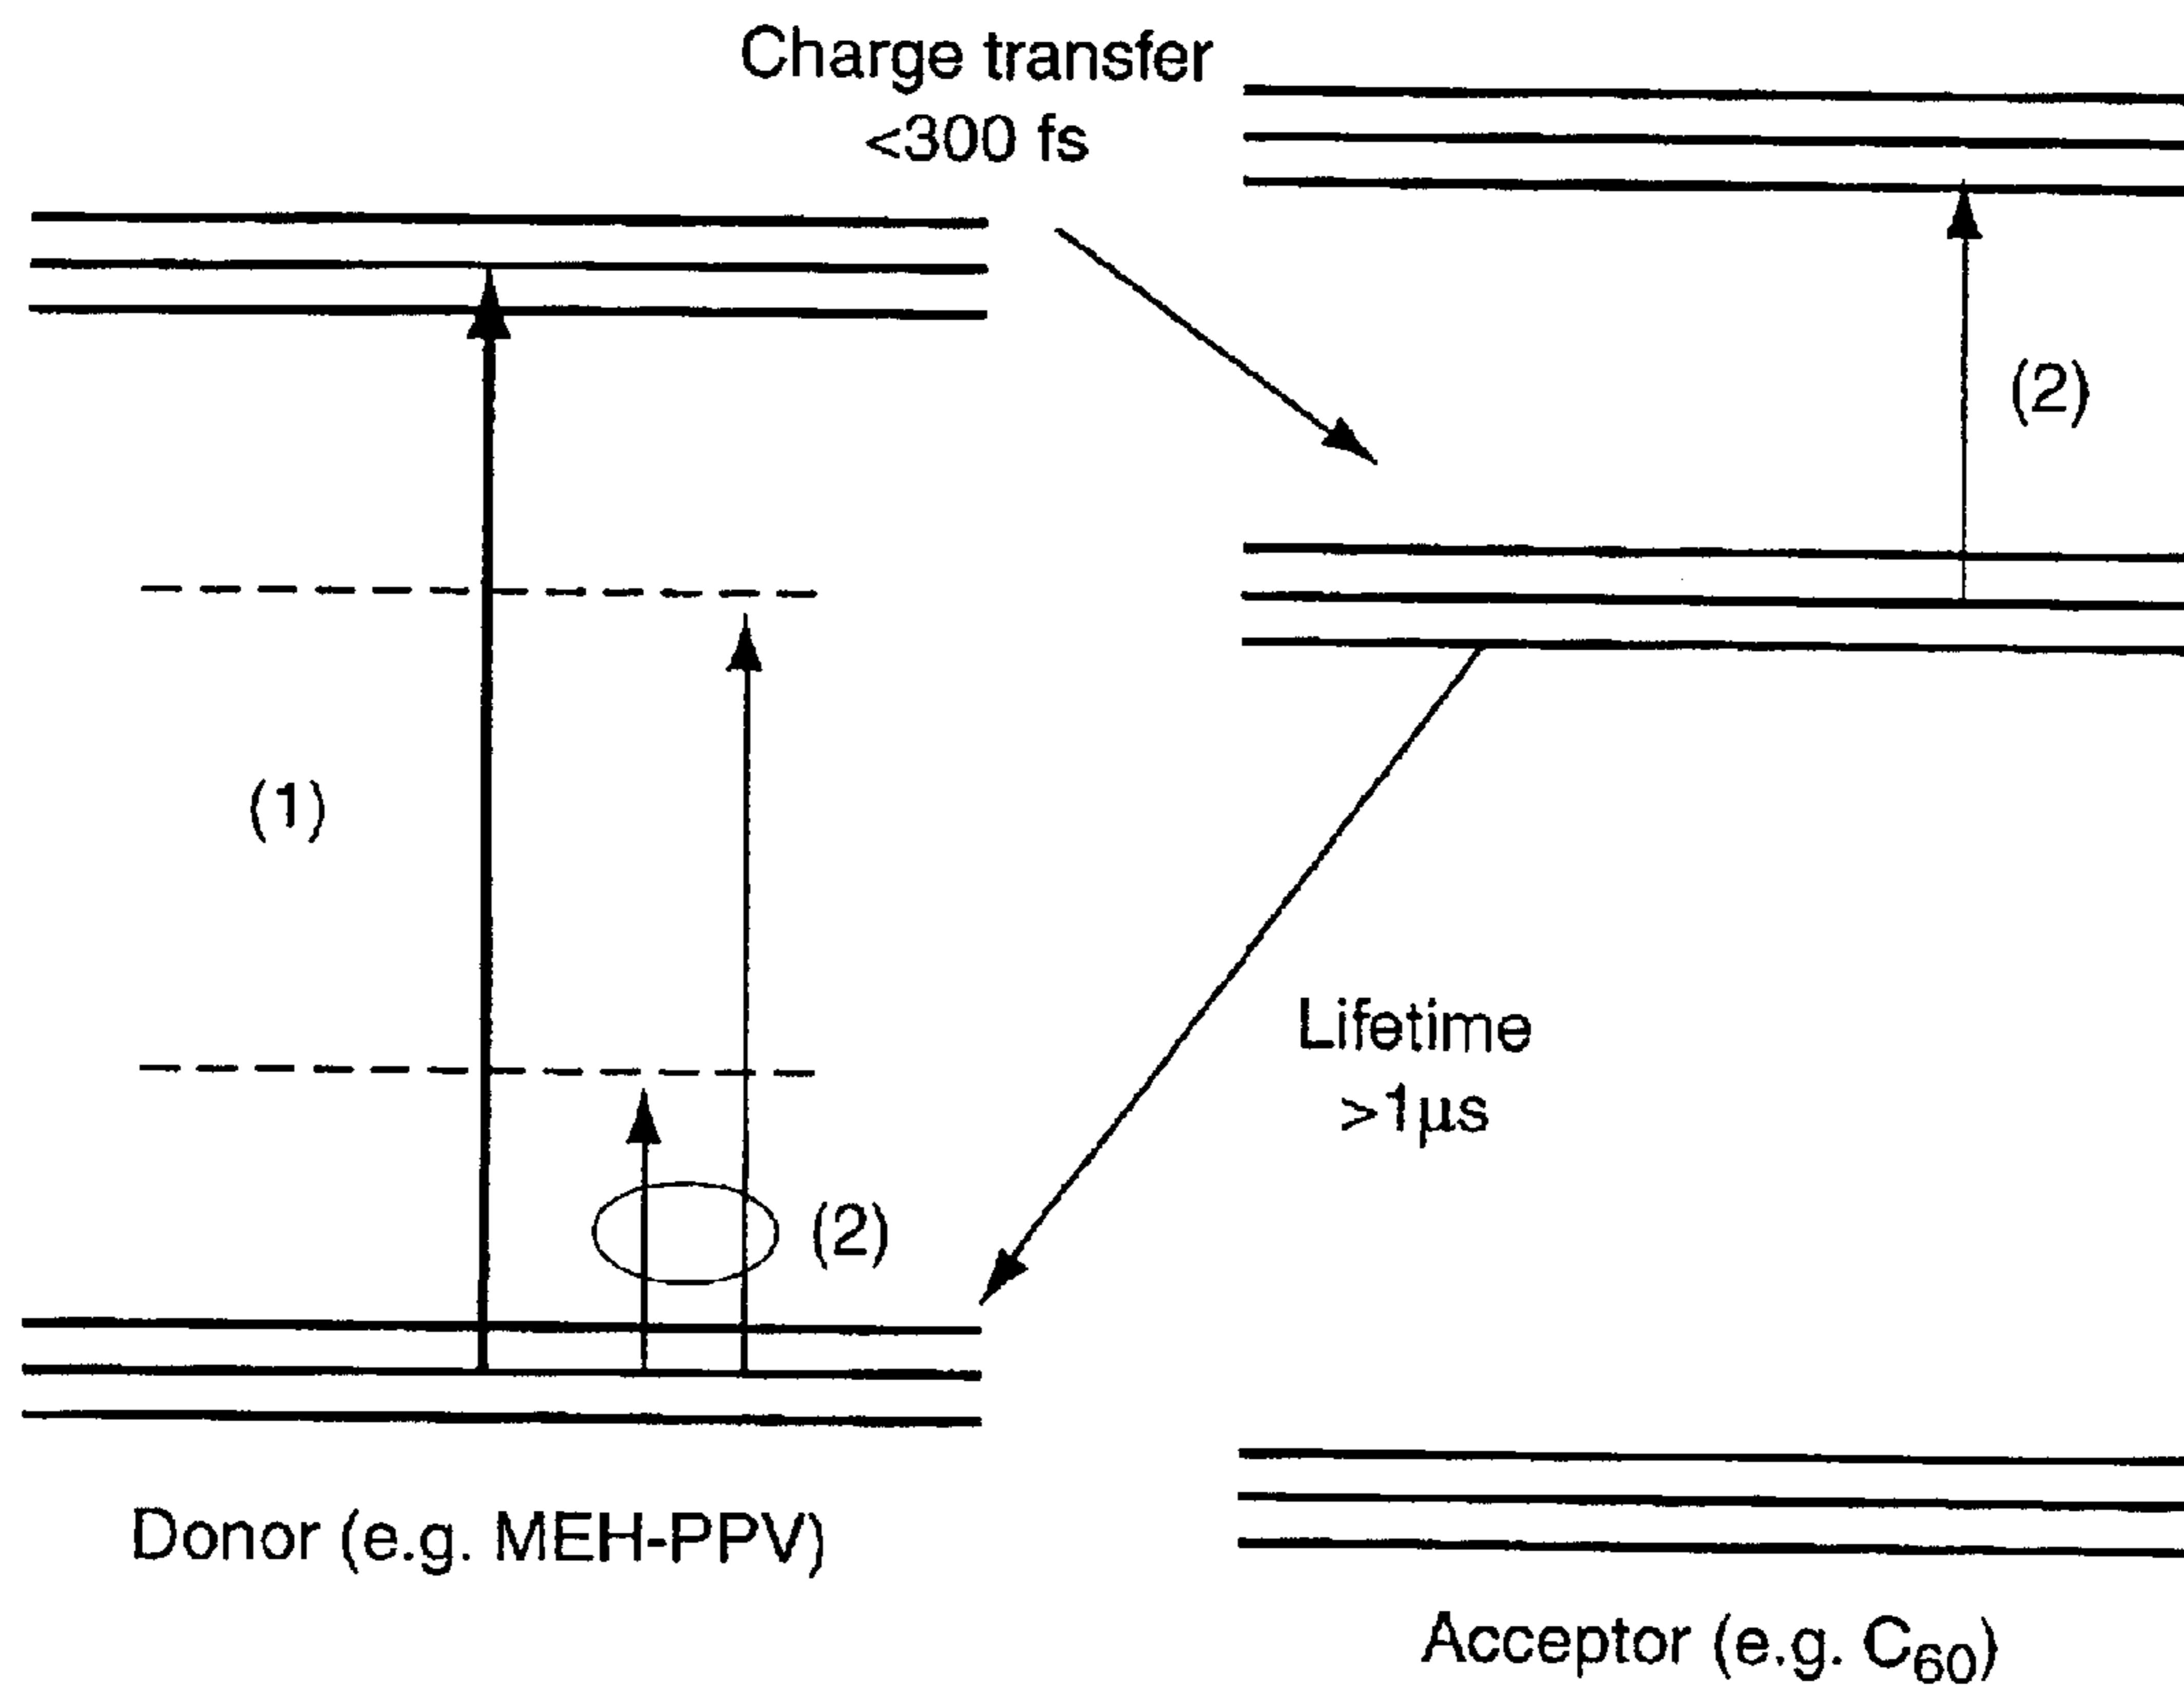 Charge transfer
<300 fs
(2)
(1)
Lifetime
>1µs
(2)
Donor (e.g. MEH-PPV)
Acceptor (e.g. C₆₀)